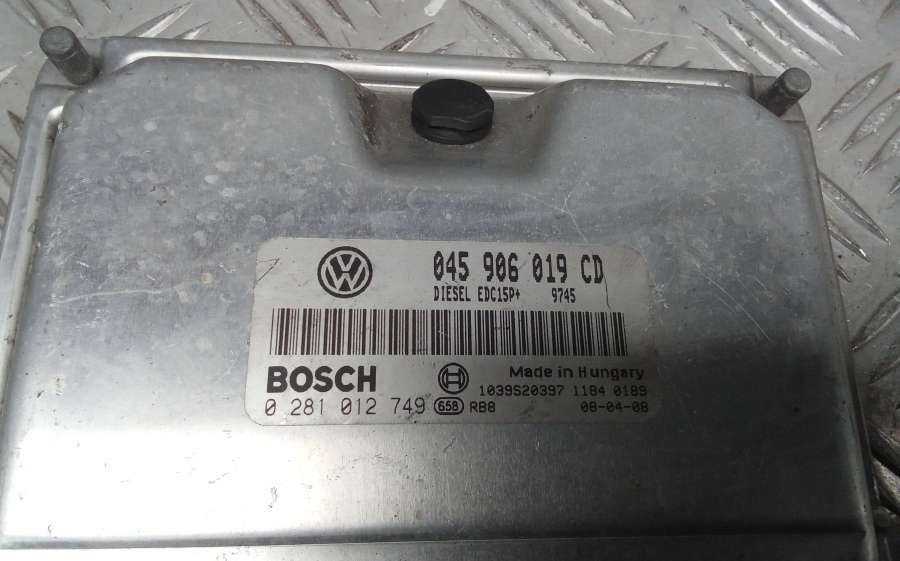 045 906 019 CD
DIESEL EDC15P+ 9745
BOSCH Made in Hungary
1039S20397 1184 0189
0 281 012 749 658 RB8 08-04-08